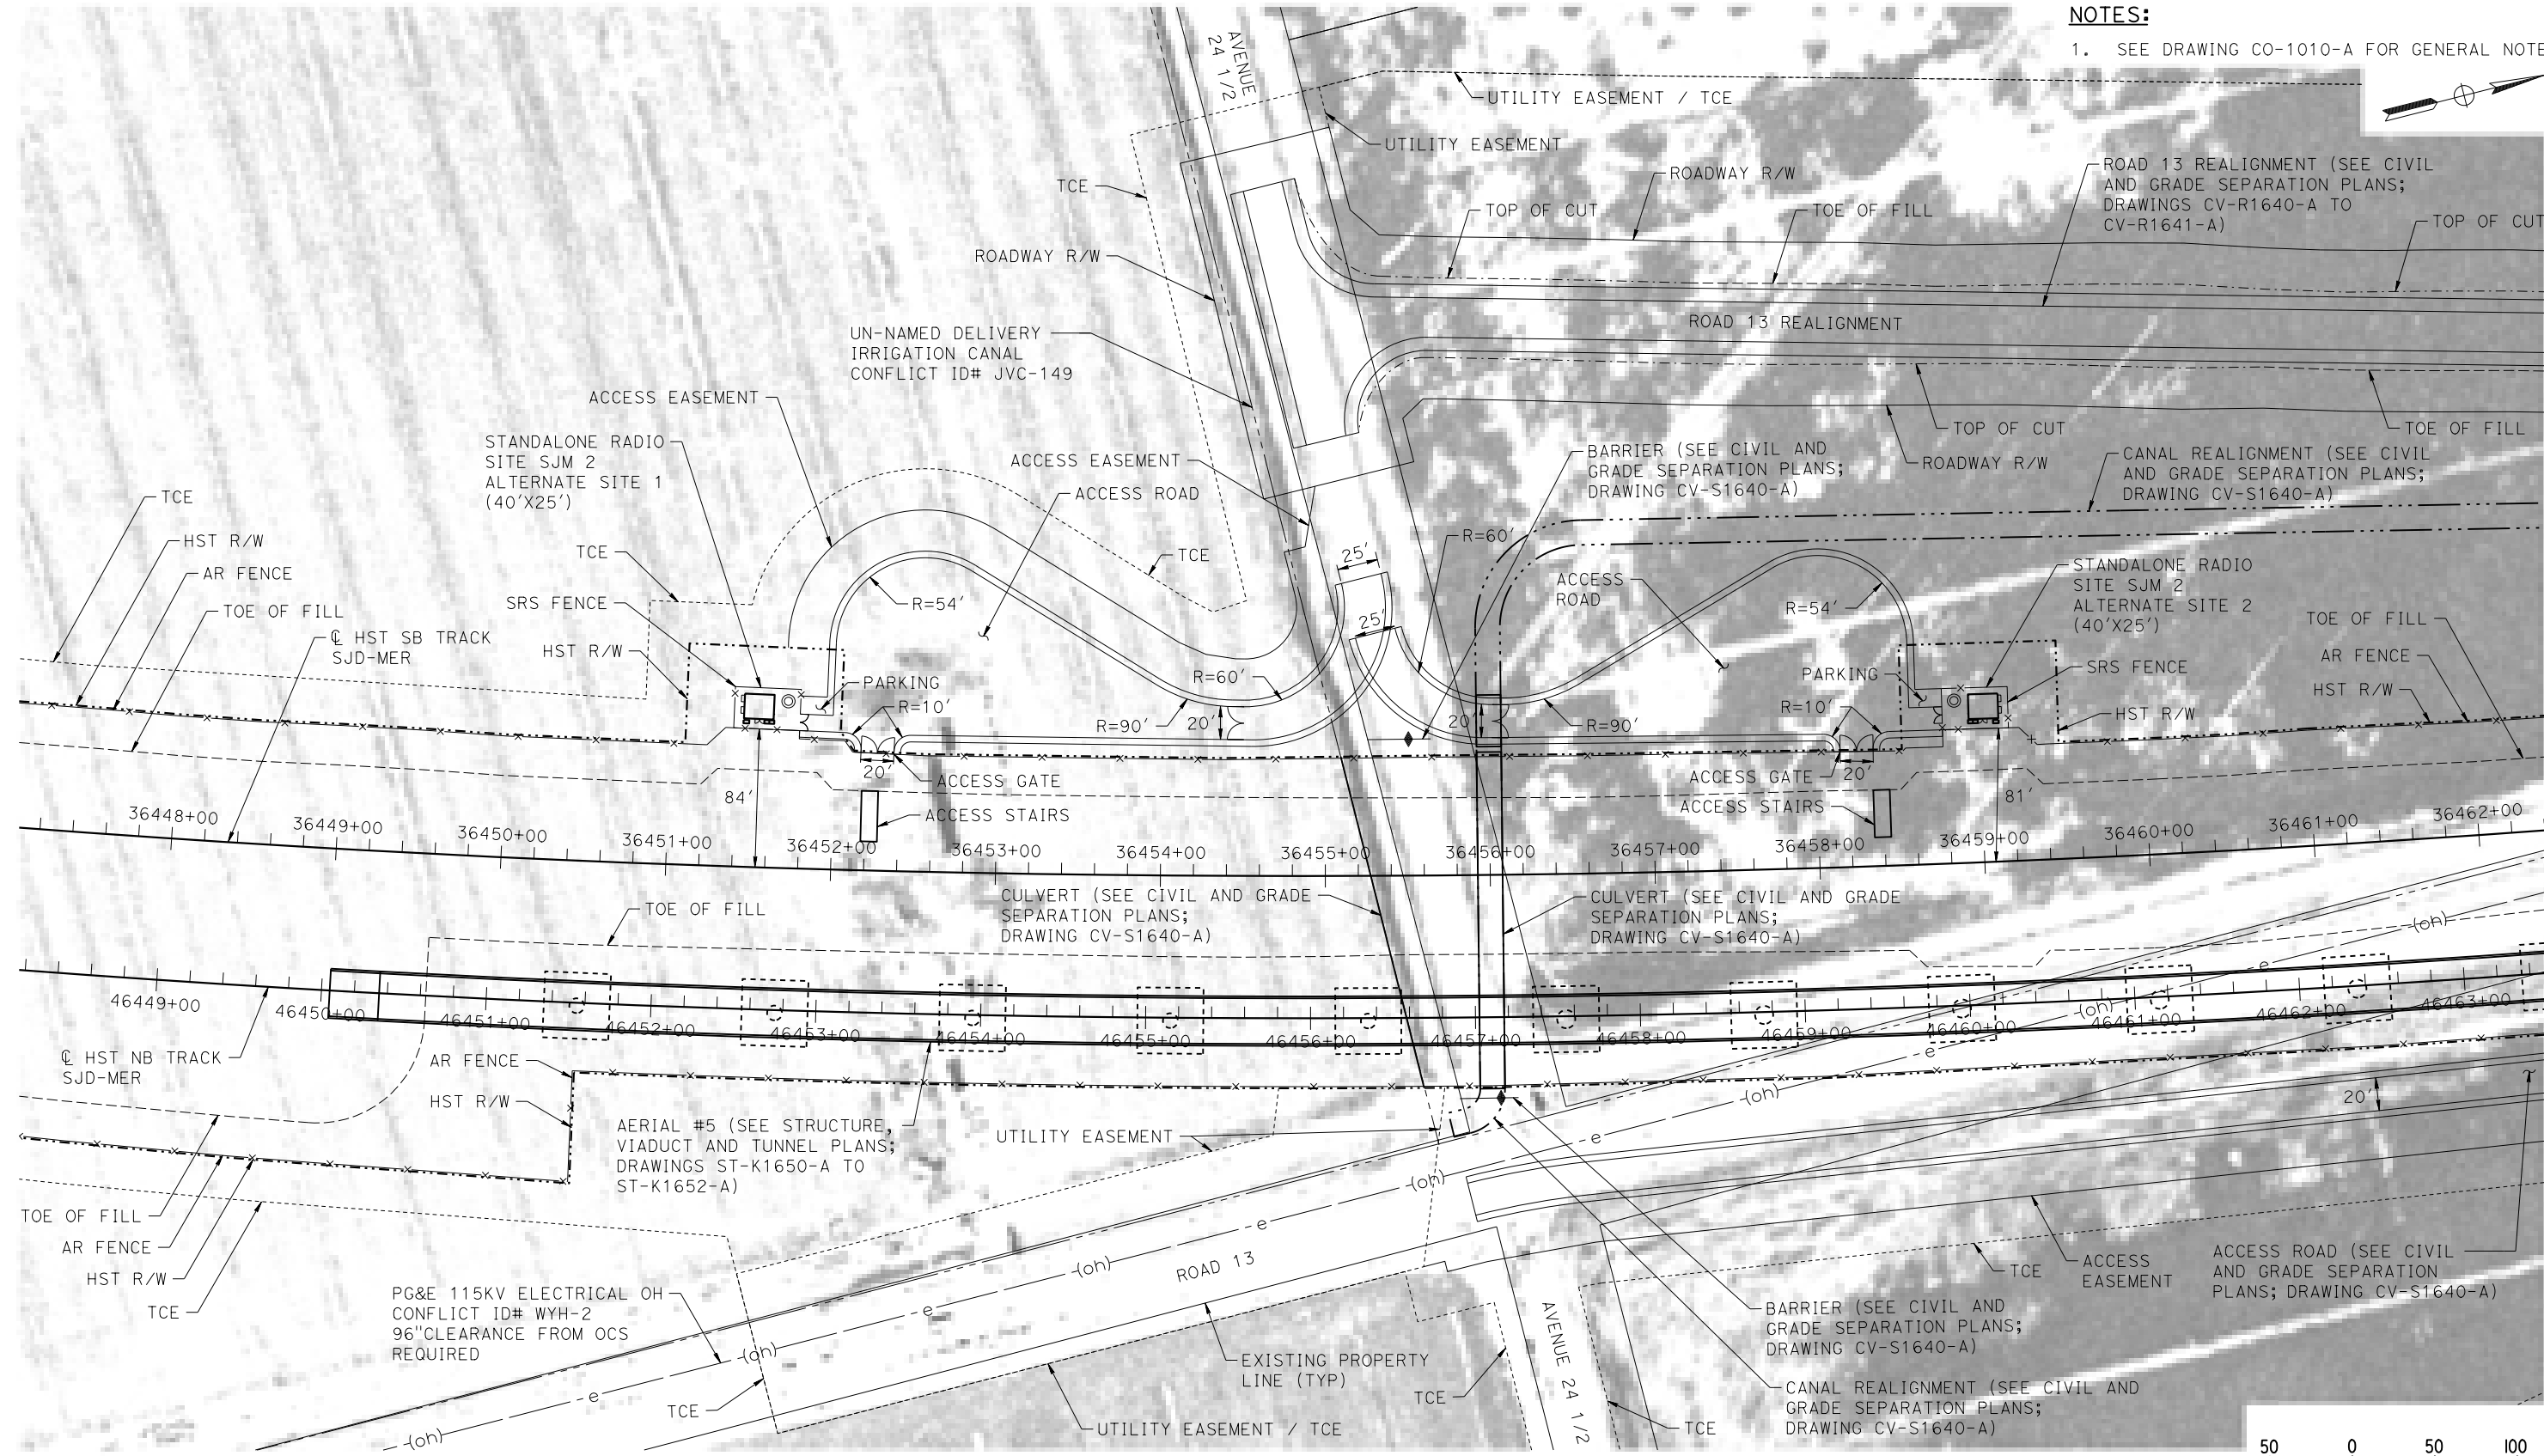 NOTES:
1. SEE DRAWING CO-1010-A FOR GENERAL NOTE
AVENUE
24 1/2
UTILITY EASEMENT / TCE
UTILITY EASEMENT
ROADWAY R/W
ROAD 13 REALIGNMENT (SEE CIVIL
AND GRADE SEPARATION PLANS;
DRAWINGS CV-R1640-A TO
CV-R1641-A)
TCE
TOP OF CUT
TOE OF FILL
TOP OF CUT
ROADWAY R/W
UN-NAMED DELIVERY
IRRIGATION CANAL
CONFLICT ID# JVC-149
ROAD 13 REALIGNMENT
ACCESS EASEMENT
STANDALONE RADIO
SITE SJM 2
ALTERNATE SITE 1
(40'X25')
ACCESS EASEMENT
ACCESS ROAD
BARRIER (SEE CIVIL AND
GRADE SEPARATION PLANS;
DRAWING CV-S1640-A)
TOP OF CUT
TOE OF FILL
ROADWAY R/W
CANAL REALIGNMENT (SEE CIVIL
AND GRADE SEPARATION PLANS;
DRAWING CV-S1640-A)
TCE
HST R/W
AR FENCE
TOE OF FILL
℄ HST SB TRACK
SJD-MER
TCE
TCE
SRS FENCE
HST R/W
R=54'
25'
25'
R=60'
ACCESS
ROAD
R=54'
STANDALONE RADIO
SITE SJM 2
ALTERNATE SITE 2
(40'X25')
TOE OF FILL
AR FENCE
HST R/W
PARKING
R=10'
R=60'
R=90'
20'
20'
R=90'
PARKING
R=10'
SRS FENCE
HST R/W
20'
ACCESS GATE
84'
ACCESS STAIRS
ACCESS GATE
20'
ACCESS STAIRS
81'
36448+00
36449+00
36450+00
36451+00
36452+00
36453+00
36454+00
36455+00
36456+00
36457+00
36458+00
36459+00
36460+00
36461+00
36462+00
TOE OF FILL
CULVERT (SEE CIVIL AND GRADE
SEPARATION PLANS;
DRAWING CV-S1640-A)
CULVERT (SEE CIVIL AND GRADE
SEPARATION PLANS;
DRAWING CV-S1640-A)
(oh)
e
(oh)
46449+00
46450+00
46451+00
46452+00
46453+00
46454+00
46455+00
46456+00
46457+00
46458+00
46459+00
46460+00
46461+00
46462+00
46463+00
℄ HST NB TRACK
SJD-MER
AR FENCE
HST R/W
e
(oh)
20'
AERIAL #5 (SEE STRUCTURE,
VIADUCT AND TUNNEL PLANS;
DRAWINGS ST-K1650-A TO
ST-K1652-A)
UTILITY EASEMENT
e
(oh)
e
(oh)
ROAD 13
TOE OF FILL
AR FENCE
HST R/W
TCE
PG&E 115KV ELECTRICAL OH
CONFLICT ID# WYH-2
96"CLEARANCE FROM OCS
REQUIRED
e
(oh)
e
(oh)
TCE
EXISTING PROPERTY
LINE (TYP)
UTILITY EASEMENT / TCE
TCE
AVENUE 24 1/2
TCE
TCE
ACCESS
EASEMENT
ACCESS ROAD (SEE CIVIL
AND GRADE SEPARATION
PLANS; DRAWING CV-S1640-A)
BARRIER (SEE CIVIL AND
GRADE SEPARATION PLANS;
DRAWING CV-S1640-A)
CANAL REALIGNMENT (SEE CIVIL AND
GRADE SEPARATION PLANS;
DRAWING CV-S1640-A)
50 0 50 100